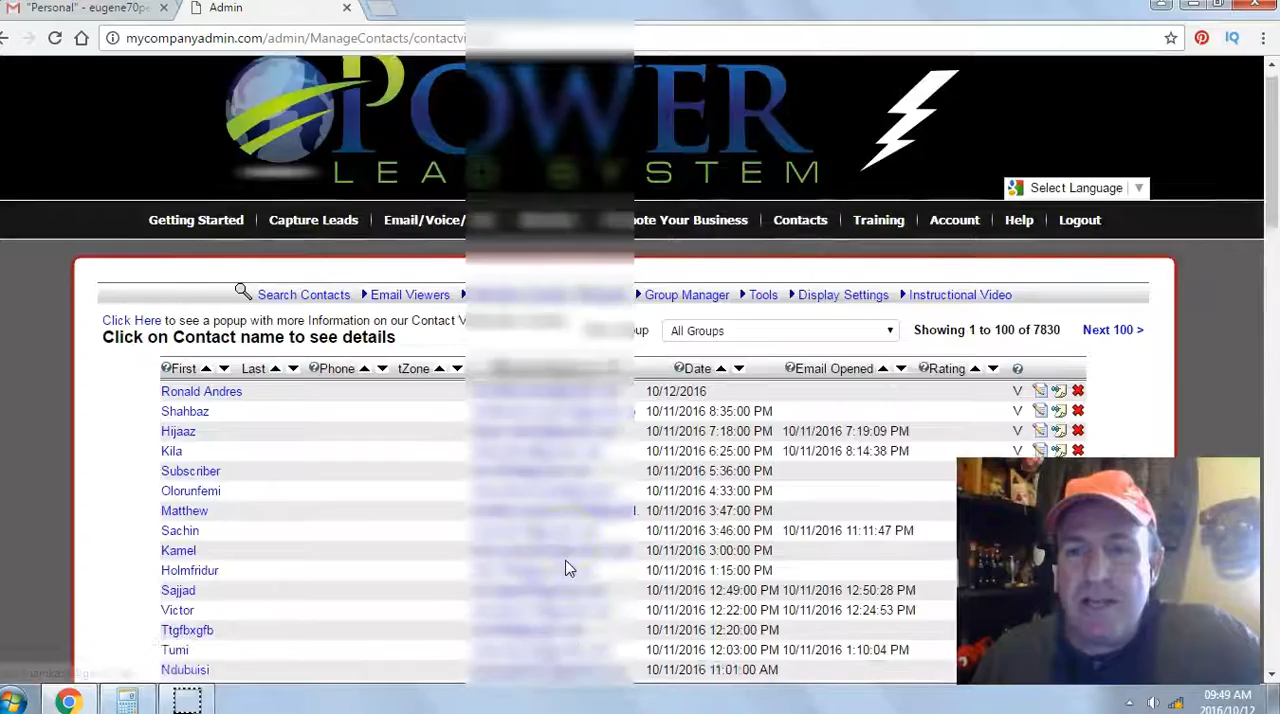 "Personal" - eugene70pe
Admin
mycompanyadmin.com/admin/ManageContacts/contactvi
POWER
LEAD SYSTEM
Select Language
Getting Started Capture Leads Email/Voice/ ote Your Business Contacts Training Account Help Logout
Search Contacts Email Viewers Group Manager Tools Display Settings Instructional Video
Click Here to see a popup with more Information on our Contact V
up All Groups Showing 1 to 100 of 7830 Next 100 >
Click on Contact name to see details
First Last Phone tZone Date Email Opened Rating
Ronald Andres 10/12/2016 V
Shahbaz 10/11/2016 8:35:00 PM V
Hijaaz 10/11/2016 7:18:00 PM 10/11/2016 7:19:09 PM V
Kila 10/11/2016 6:25:00 PM 10/11/2016 8:14:38 PM V
Subscriber 10/11/2016 5:36:00 PM
Olorunfemi 10/11/2016 4:33:00 PM
Matthew 10/11/2016 3:47:00 PM
Sachin 10/11/2016 3:46:00 PM 10/11/2016 11:11:47 PM
Kamel 10/11/2016 3:00:00 PM
Holmfridur 10/11/2016 1:15:00 PM
Sajjad 10/11/2016 12:49:00 PM 10/11/2016 12:50:28 PM
Victor 10/11/2016 12:22:00 PM 10/11/2016 12:24:53 PM
Ttgfbxgfb 10/11/2016 12:20:00 PM
Tumi 10/11/2016 12:03:00 PM 10/11/2016 1:10:04 PM
Ndubuisi 10/11/2016 11:01:00 AM
09:49 AM
2016/10/12